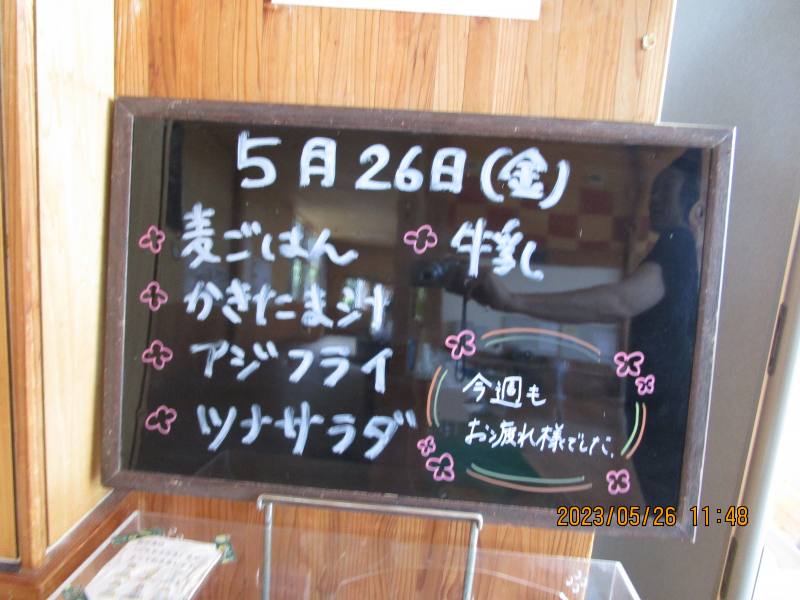 5月26日(金)
麦ごはん
かきたま汁
アジフライ
ツナサラダ
牛乳
今週も
お疲れ様でした。
2023/05/26 11:48